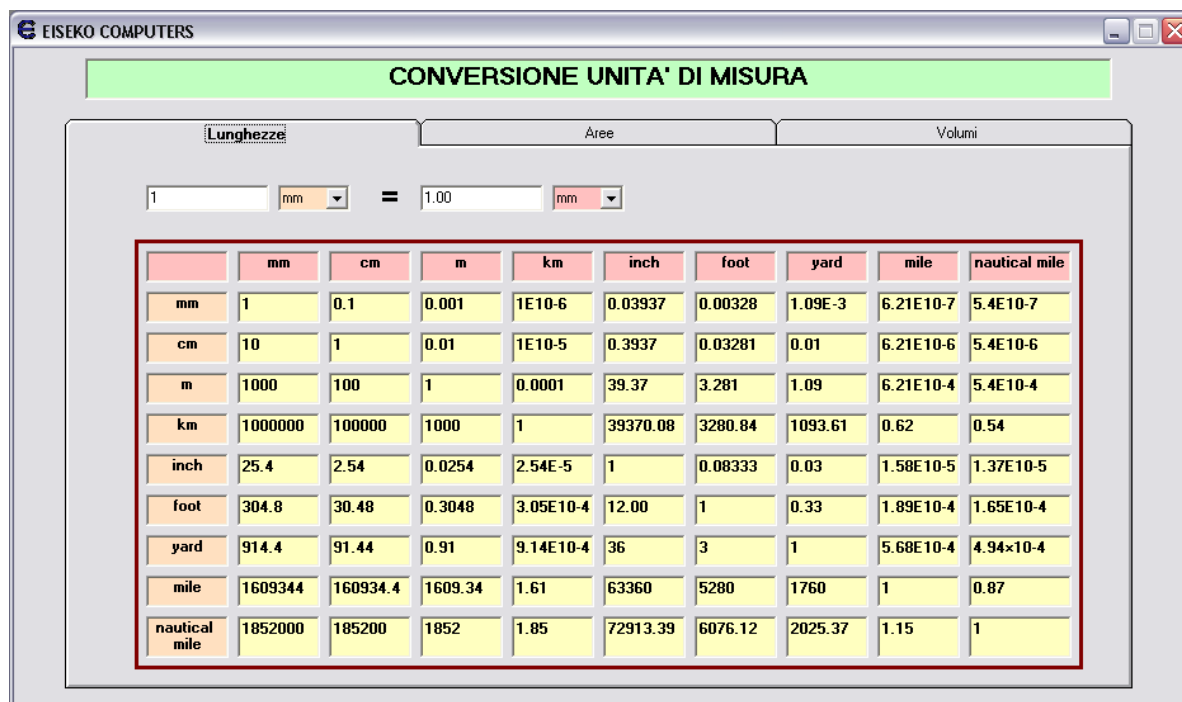 EISEKO COMPUTERS
CONVERSIONE UNITA' DI MISURA
Lunghezze Aree Volumi
1 mm = 1.00 mm
mm cm m km inch foot yard mile nautical mile
mm 1 0.1 0.001 1E10-6 0.03937 0.00328 1.09E-3 6.21E10-7 5.4E10-7
cm 10 1 0.01 1E10-5 0.3937 0.03281 0.01 6.21E10-6 5.4E10-6
m 1000 100 1 0.0001 39.37 3.281 1.09 6.21E10-4 5.4E10-4
km 1000000 100000 1000 1 39370.08 3280.84 1093.61 0.62 0.54
inch 25.4 2.54 0.0254 2.54E-5 1 0.08333 0.03 1.58E10-5 1.37E10-5
foot 304.8 30.48 0.3048 3.05E10-4 12.00 1 0.33 1.89E10-4 1.65E10-4
yard 914.4 91.44 0.91 9.14E10-4 36 3 1 5.68E10-4 4.94×10-4
mile 1609344 160934.4 1609.34 1.61 63360 5280 1760 1 0.87
nautical mile 1852000 185200 1852 1.85 72913.39 6076.12 2025.37 1.15 1